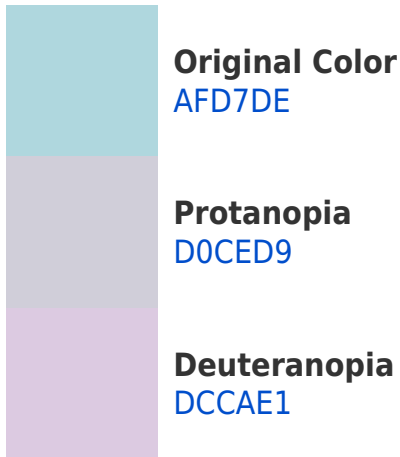 Original Color
AFD7DE
Protanopia
D0CED9
Deuteranopia
DCCAE1